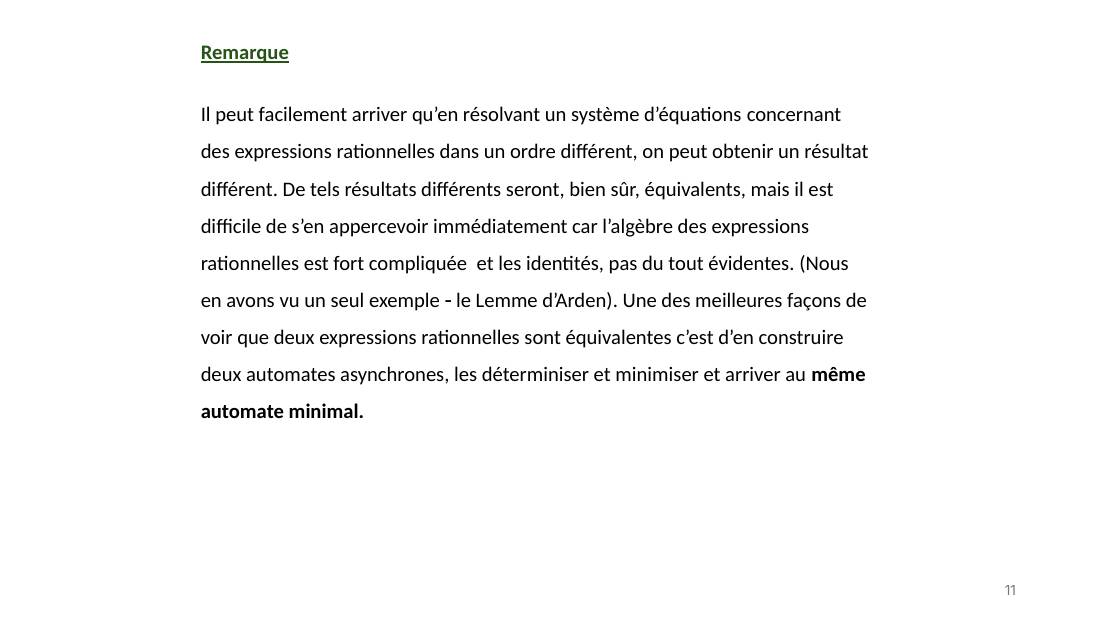 Remarque
Il peut facilement arriver qu’en résolvant un système d’équations concernant
des expressions rationnelles dans un ordre différent, on peut obtenir un résultat
différent. De tels résultats différents seront, bien sûr, équivalents, mais il est
difficile de s’en appercevoir immédiatement car l’algèbre des expressions
rationnelles est fort compliquée  et les identités, pas du tout évidentes. (Nous
en avons vu un seul exemple - le Lemme d’Arden). Une des meilleures façons de
voir que deux expressions rationnelles sont équivalentes c’est d’en construire
deux automates asynchrones, les déterminiser et minimiser et arriver au même
automate minimal.
11